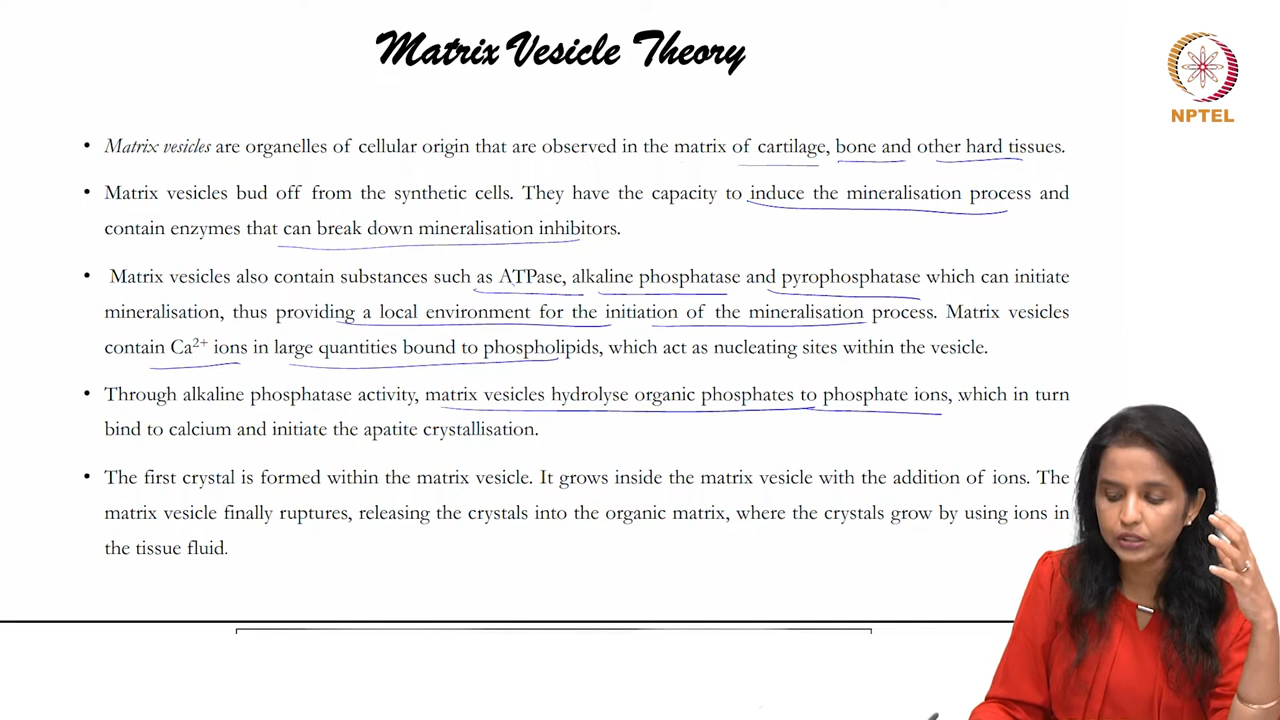 Matrix Vesicle Theory
NPTEL
• Matrix vesicles are organelles of cellular origin that are observed in the matrix of cartilage, bone and other hard tissues.
• Matrix vesicles bud off from the synthetic cells. They have the capacity to induce the mineralisation process and
contain enzymes that can break down mineralisation inhibitors.
• Matrix vesicles also contain substances such as ATPase, alkaline phosphatase and pyrophosphatase which can initiate
mineralisation, thus providing a local environment for the initiation of the mineralisation process. Matrix vesicles
contain Ca²⁺ ions in large quantities bound to phospholipids, which act as nucleating sites within the vesicle.
• Through alkaline phosphatase activity, matrix vesicles hydrolyse organic phosphates to phosphate ions, which in turn
bind to calcium and initiate the apatite crystallisation.
• The first crystal is formed within the matrix vesicle. It grows inside the matrix vesicle with the addition of ions. The
matrix vesicle finally ruptures, releasing the crystals into the organic matrix, where the crystals grow by using ions in
the tissue fluid.